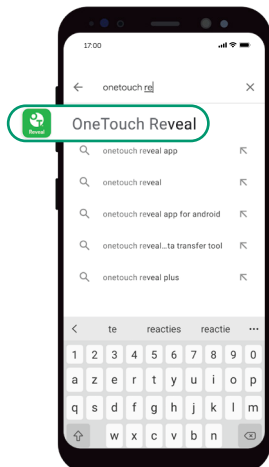 17:00
onetouch re
Reveal
OneTouch Reveal
onetouch reveal app
onetouch reveal
onetouch reveal app for android
onetouch reveal...ta transfer tool
onetouch reveal plus
te reacties reactie
1 2 3 4 5 6 7 8 9 0
a z e r t y u i o p
q s d f g h j k l m
w x c v b n